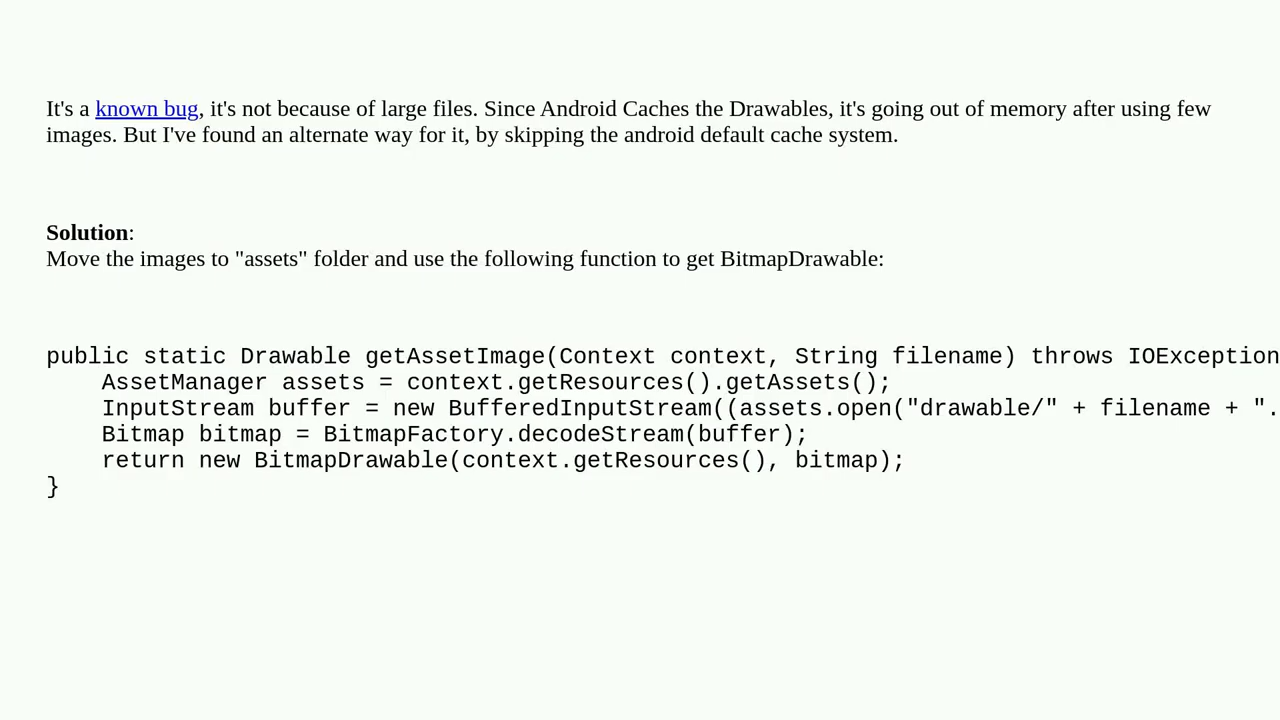 It's a known bug, it's not because of large files. Since Android Caches the Drawables, it's going out of memory after using few
images. But I've found an alternate way for it, by skipping the android default cache system.
Solution:
Move the images to "assets" folder and use the following function to get BitmapDrawable:
public static Drawable getAssetImage(Context context, String filename) throws IOException
    AssetManager assets = context.getResources().getAssets();
    InputStream buffer = new BufferedInputStream((assets.open("drawable/" + filename + ".
    Bitmap bitmap = BitmapFactory.decodeStream(buffer);
    return new BitmapDrawable(context.getResources(), bitmap);
}